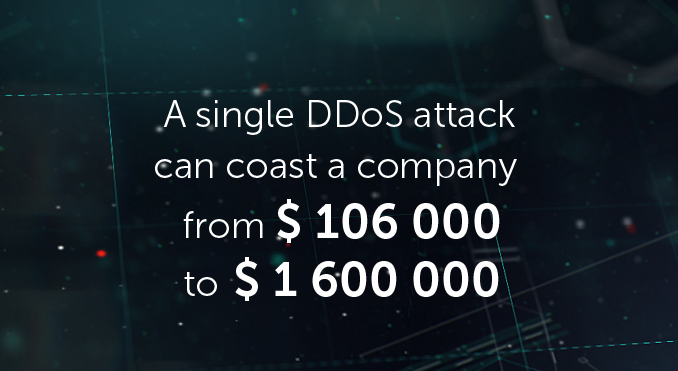 A single DDoS attack
can coast a company
from $ 106 000
to $ 1 600 000